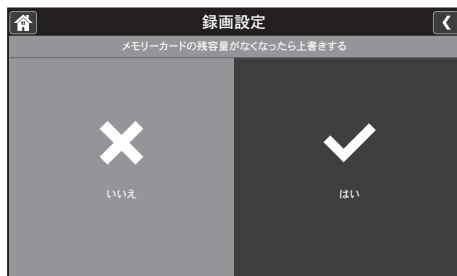 録画設定
メモリーカードの残容量がなくなったら上書きする
いいえ
はい